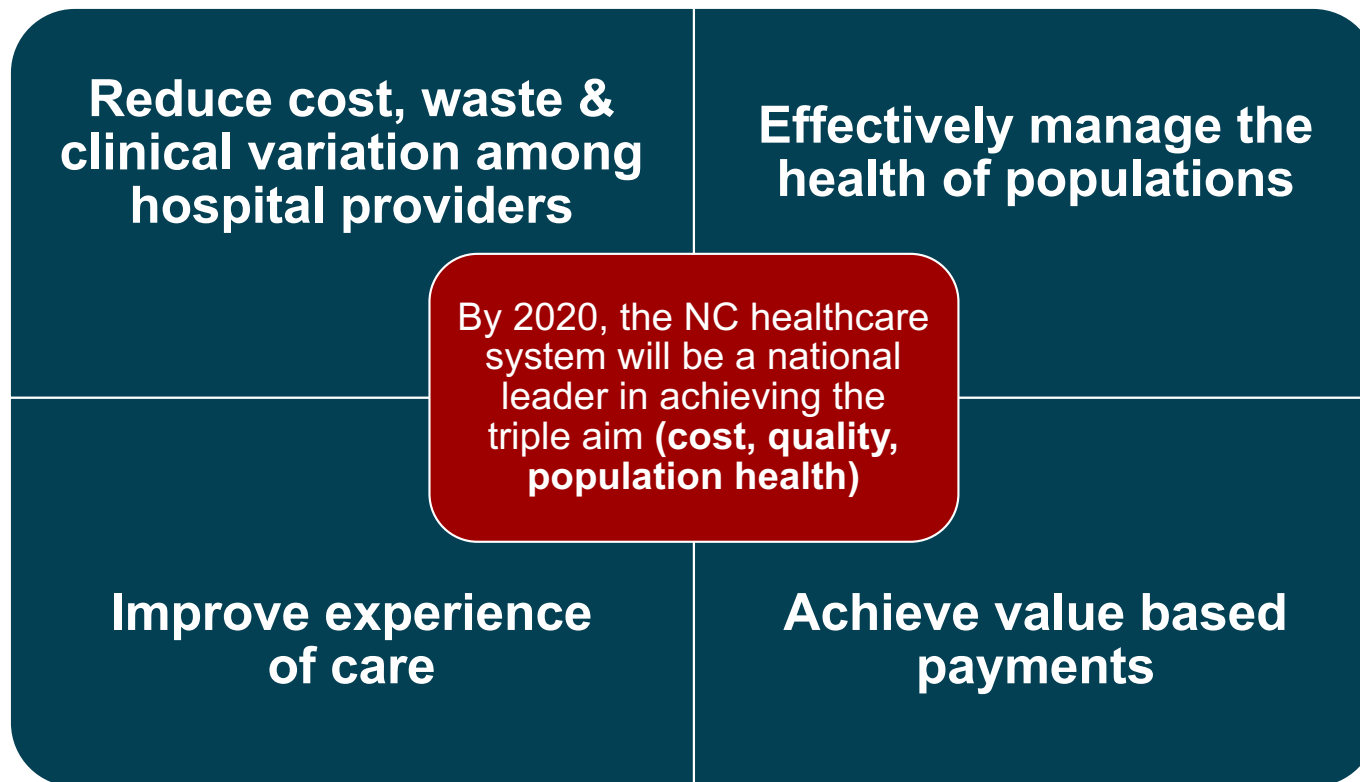 Reduce cost, waste &
clinical variation among
hospital providers
Effectively manage the
health of populations
By 2020, the NC healthcare
system will be a national
leader in achieving the
triple aim (cost, quality,
population health)
Improve experience
of care
Achieve value based
payments